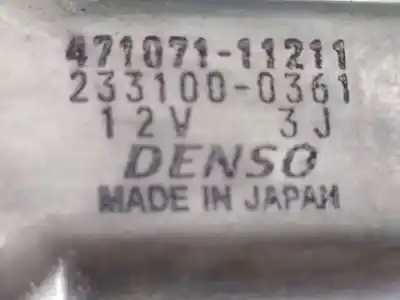 471071-11211
233100-0361
12V 3J
DENSO
MADE IN JAPAN